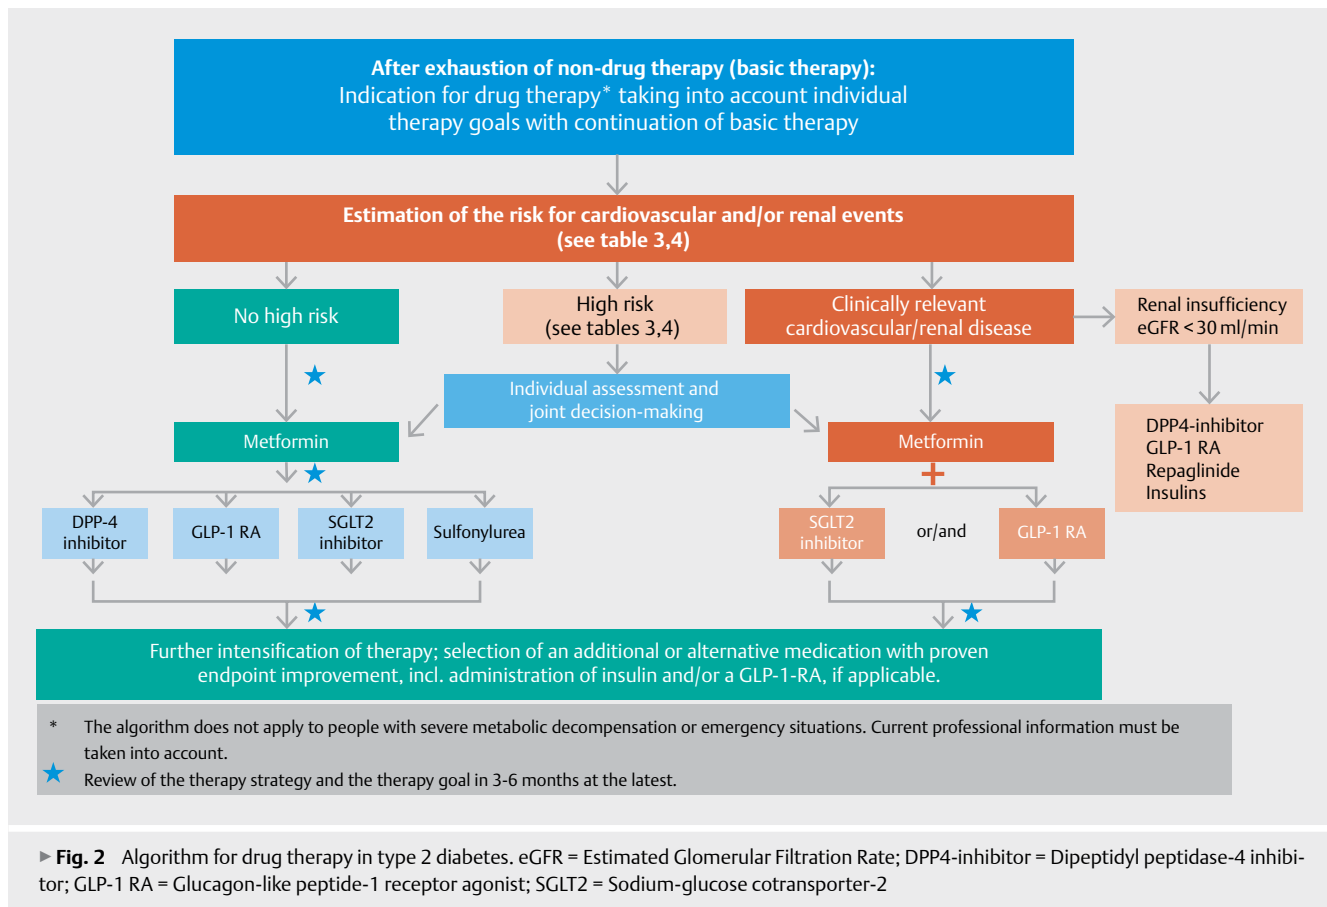 After exhaustion of non-drug therapy (basic therapy):
Indication for drug therapy* taking into account individual
therapy goals with continuation of basic therapy
Estimation of the risk for cardiovascular and/or renal events
(see table 3,4)
No high risk
High risk
(see tables 3,4)
Clinically relevant
cardiovascular/renal disease
Renal insufficiency
eGFR < 30 ml/min
Individual assessment and
joint decision-making
Metformin
Metformin
DPP4-inhibitor
GLP-1 RA
Repaglinide
Insulins
+
DPP-4
inhibitor
GLP-1 RA
SGLT2
inhibitor
Sulfonylurea
SGLT2
inhibitor
or/and
GLP-1 RA
Further intensification of therapy; selection of an additional or alternative medication with proven
endpoint improvement, incl. administration of insulin and/or a GLP-1-RA, if applicable.
* The algorithm does not apply to people with severe metabolic decompensation or emergency situations. Current professional information must be
taken into account.
★ Review of the therapy strategy and the therapy goal in 3-6 months at the latest.
▶ Fig. 2 Algorithm for drug therapy in type 2 diabetes. eGFR = Estimated Glomerular Filtration Rate; DPP4-inhibitor = Dipeptidyl peptidase-4 inhibi-
tor; GLP-1 RA = Glucagon-like peptide-1 receptor agonist; SGLT2 = Sodium-glucose cotransporter-2